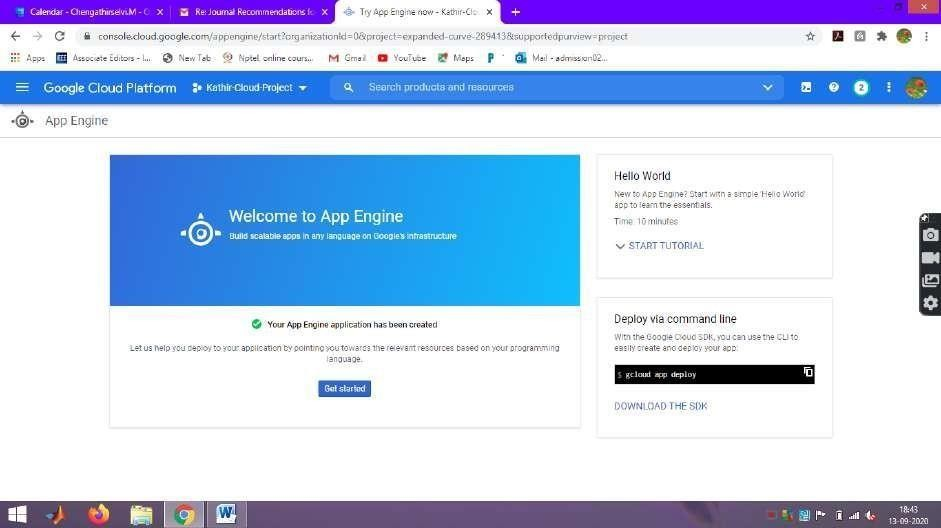 Calendar - Chengathirselvi.M - O
Re: Journal Recommendations fo
Try App Engine now - Kathir-Clo
console.cloud.google.com/appengine/start?organizationId=0&project=expanded-curve-289413&supportedpurview=project
Apps
Associate Editors - I...
New Tab
Nptel, online cours...
Gmail
YouTube
Maps
P
Mail - admission02...
Google Cloud Platform
Kathir-Cloud-Project
Search products and resources
2
App Engine
Welcome to App Engine
Build scalable apps in any language on Google's infrastructure
Your App Engine application has been created
Let us help you deploy to your application by pointing you towards the relevant resources based on your programming
language.
Get started
Hello World
New to App Engine? Start with a simple 'Hello World'
app to learn the essentials.
Time: 10 minutes
START TUTORIAL
Deploy via command line
With the Google Cloud SDK, you can use the CLI to
easily create and deploy your app:
$ gcloud app deploy
DOWNLOAD THE SDK
18:43
13-09-2020